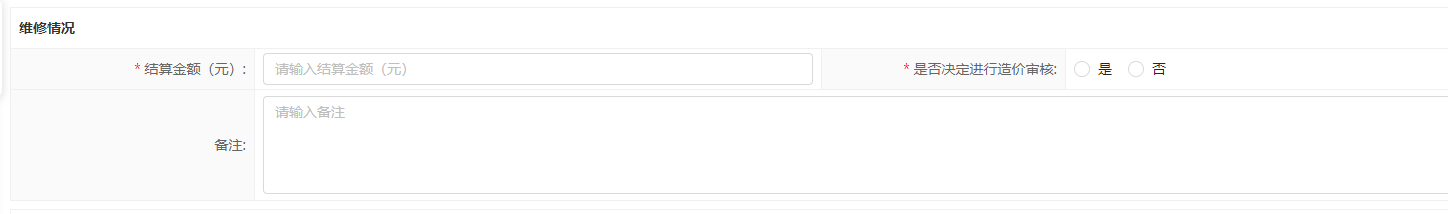 维修情况
* 结算金额（元）: 请输入结算金额（元） * 是否决定进行造价审核: 是 否
备注: 请输入备注